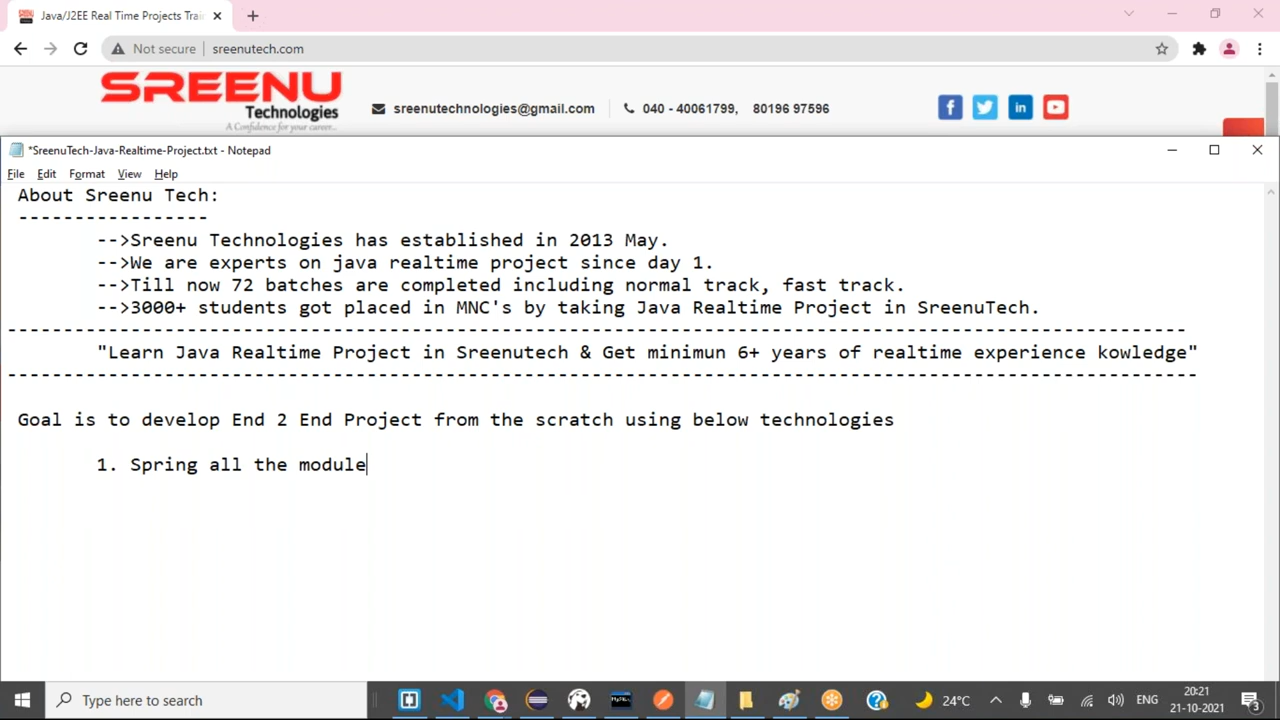 Java/J2EE Real Time Projects Trai
Not secure
sreenutech.com
SREENU
Technologies
A Confidence for your career...
sreenutechnologies@gmail.com
040 - 40061799, 80196 97596
*SreenuTech-Java-Realtime-Project.txt - Notepad
File Edit Format View Help
About Sreenu Tech:
-----------------
-->Sreenu Technologies has established in 2013 May.
-->We are experts on java realtime project since day 1.
-->Till now 72 batches are completed including normal track, fast track.
-->3000+ students got placed in MNC's by taking Java Realtime Project in SreenuTech.
---------------------------------------------------------------------------------------------------------
"Learn Java Realtime Project in Sreenutech & Get minimun 6+ years of realtime experience kowledge"
----------------------------------------------------------------------------------------------------------
Goal is to develop End 2 End Project from the scratch using below technologies
1. Spring all the module
Type here to search
24°C
ENG
20:21
21-10-2021
3